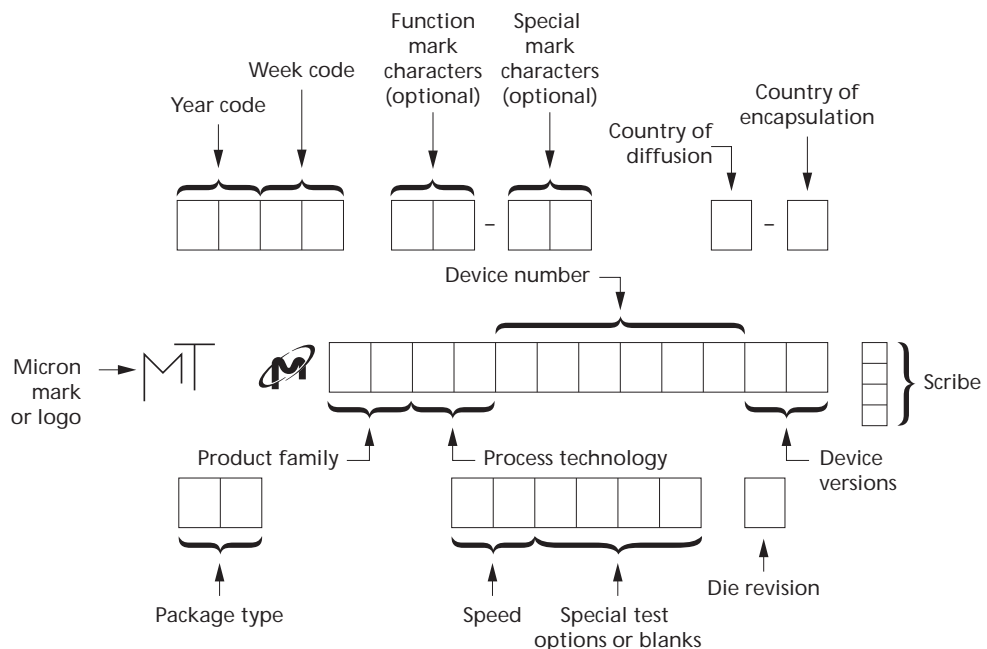 Function
mark
characters
(optional)
Special
mark
characters
(optional)
Week code
Year code
Country of
diffusion
Country of
encapsulation
–
–
–
Device number
Micron
mark
or logo
MT
M
Scribe
Product family
Process technology
Device
versions
Package type
Speed
Special test
options or blanks
Die revision